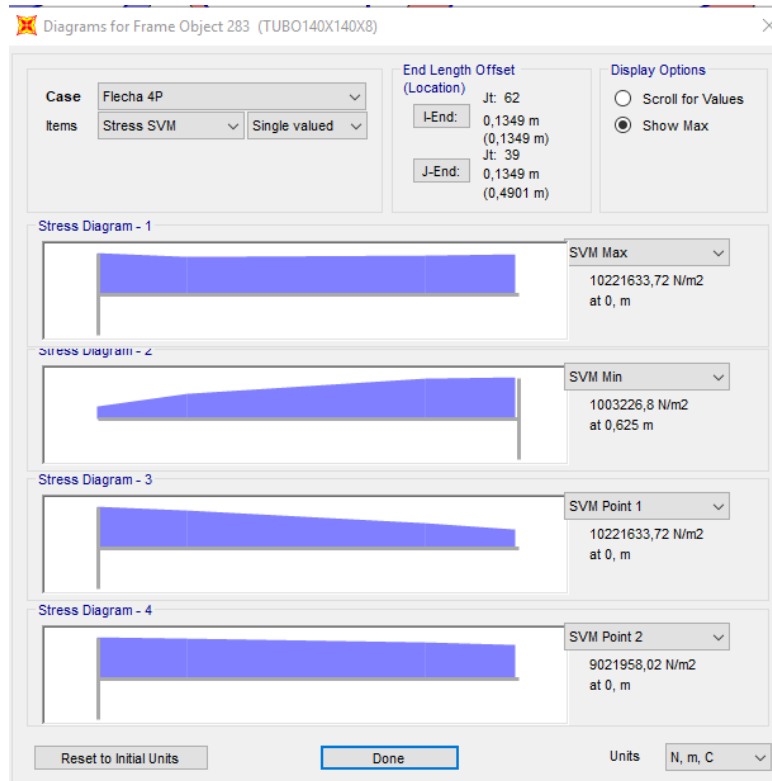 Diagrams for Frame Object 283 (TUBO140X140X8)
Case Flecha 4P
Items Stress SVM Single valued
End Length Offset
(Location)
I-End: Jt: 62
0,1349 m
(0,1349 m)
J-End: Jt: 39
0,1349 m
(0,4901 m)
Display Options
Scroll for Values
Show Max
Stress Diagram - 1
SVM Max
10221633,72 N/m2
at 0, m
Stress Diagram - 2
SVM Min
1003226,8 N/m2
at 0,625 m
Stress Diagram - 3
SVM Point 1
10221633,72 N/m2
at 0, m
Stress Diagram - 4
SVM Point 2
9021958,02 N/m2
at 0, m
Reset to Initial Units
Done
Units N, m, C